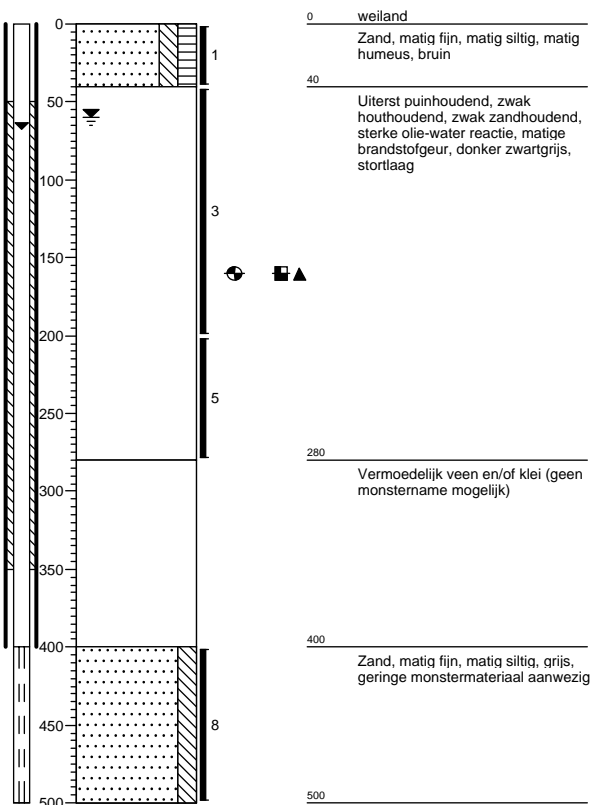 0
50
100
150
200
250
300
350
400
450
500
1
3
5
8
0
weiland
Zand, matig fijn, matig siltig, matig
humeus, bruin
40
Uiterst puinhoudend, zwak
houthoudend, zwak zandhoudend,
sterke olie-water reactie, matige
brandstofgeur, donker zwartgrijs,
stortlaag
280
Vermoedelijk veen en/of klei (geen
monstername mogelijk)
400
Zand, matig fijn, matig siltig, grijs,
geringe monstermateriaal aanwezig
500